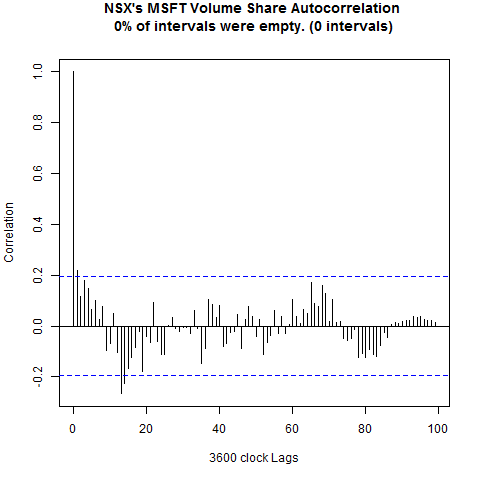 NSX's MSFT Volume Share Autocorrelation
0% of intervals were empty. (0 intervals)
Correlation
1.0
0.8
0.6
0.4
0.2
0.0
-0.2
0 20 40 60 80 100
3600 clock Lags